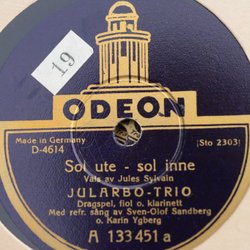 19
ODEON
Made in Germany
D-4614
[Sto 2303]
Sol ute - sol inne
Vals av Jules Sylvain
JULARBO-TRIO
Dragspel, fiol o. klarinett
Med refr. sång av Sven-Olof Sandberg
o. Karin Ygberg
A 133451 a